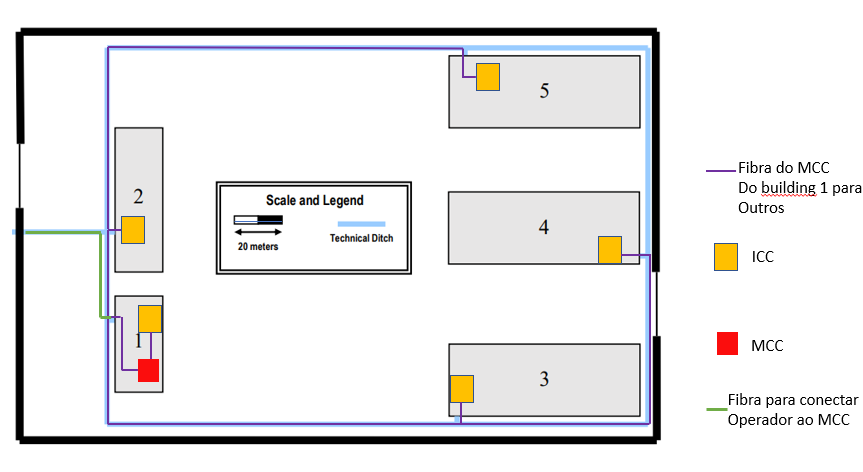 5
2
Scale and Legend
20 meters
Technical Ditch
4
1
3
Fibra do MCC
Do building 1 para
Outros
ICC
MCC
Fibra para conectar
Operador ao MCC